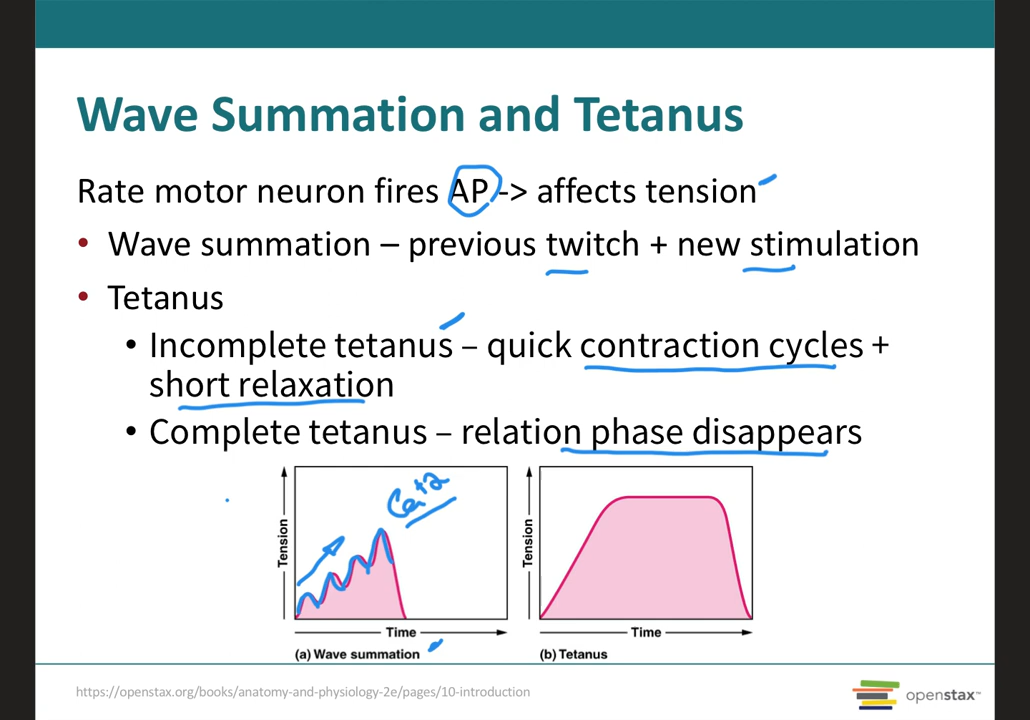 Wave Summation and Tetanus
Rate motor neuron fires AP -> affects tension
• Wave summation – previous twitch + new stimulation
• Tetanus
• Incomplete tetanus – quick contraction cycles +
short relaxation
• Complete tetanus – relation phase disappears
Ca+2
Tension
Time
(a) Wave summation
Tension
Time
(b) Tetanus
https://openstax.org/books/anatomy-and-physiology-2e/pages/10-introduction
openstax™